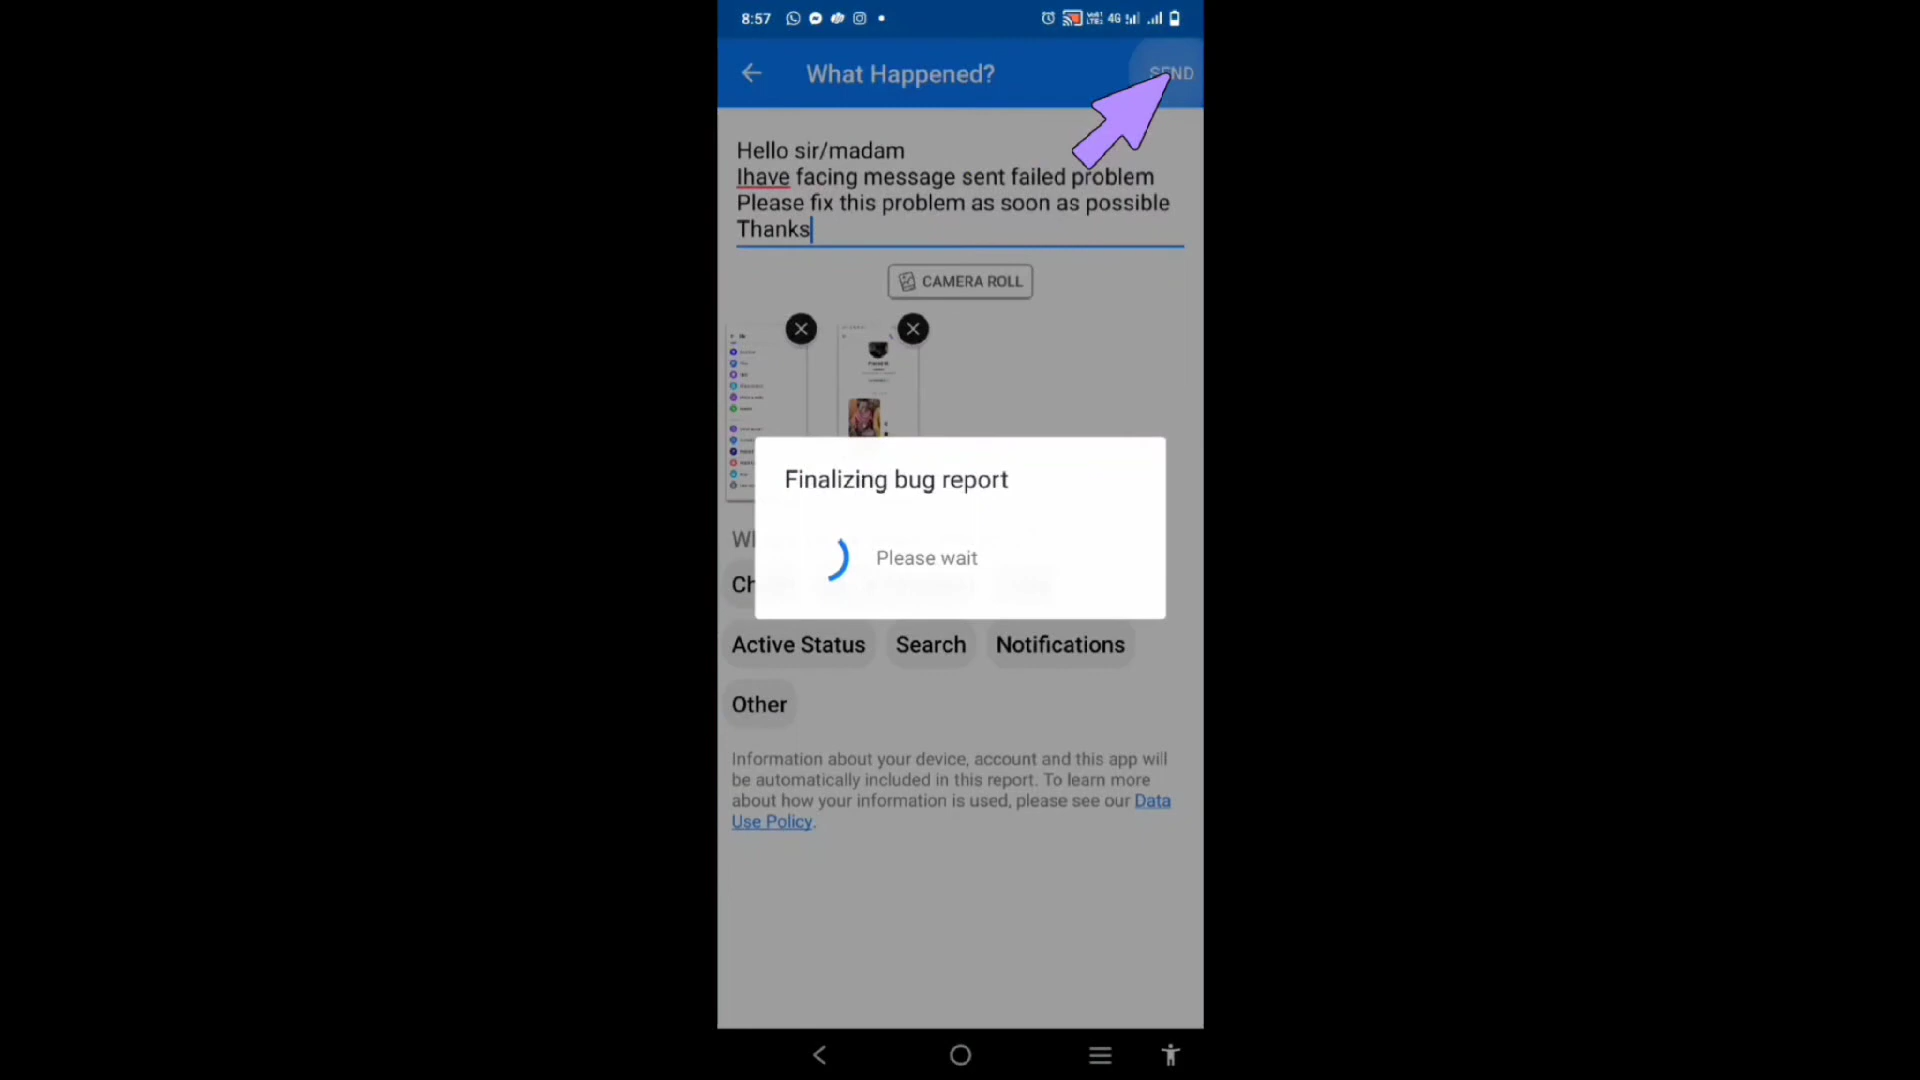 8:57
4G
What Happened?
SEND
Hello sir/madam
Ihave facing message sent failed problem
Please fix this problem as soon as possible
Thanks
CAMERA ROLL
Finalizing bug report
Please wait
Active Status Search Notifications
Other
Information about your device, account and this app will
be automatically included in this report. To learn more
about how your information is used, please see our Data
Use Policy.